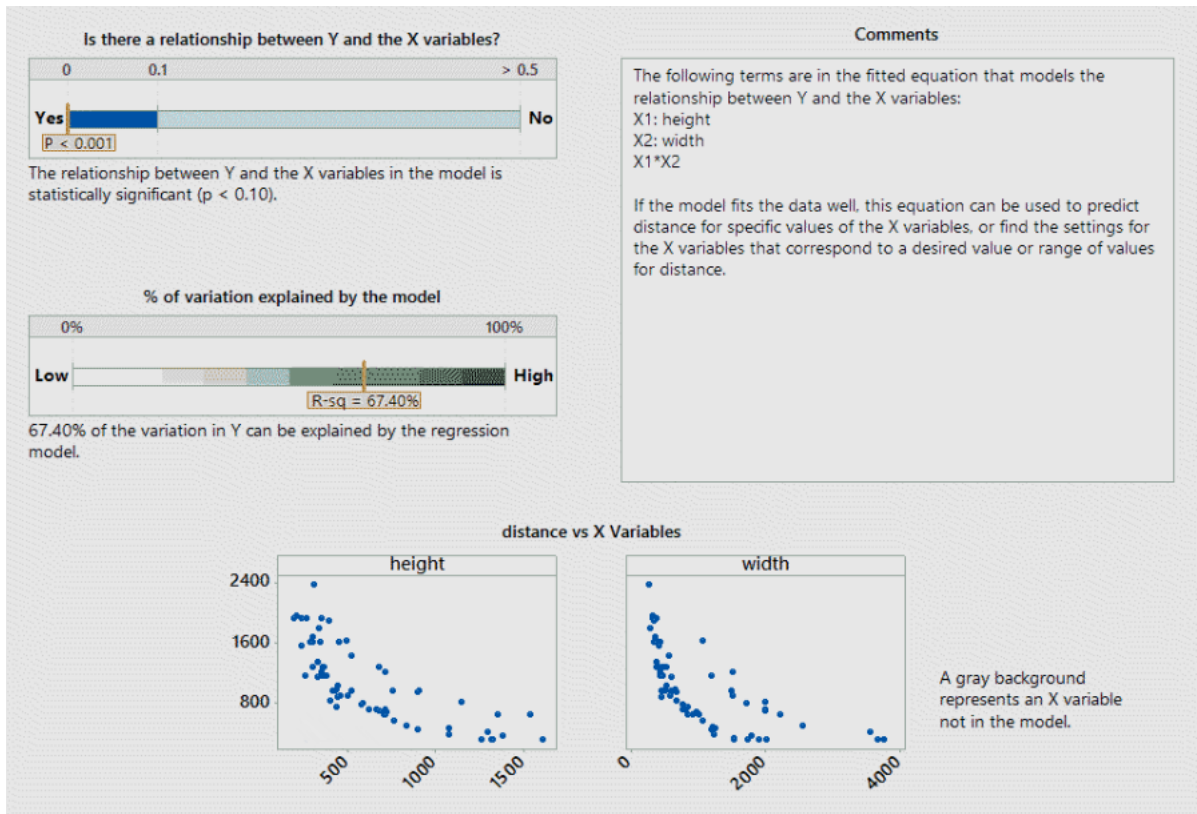 Is there a relationship between Y and the X variables?
0 0.1 > 0.5
Yes No
P < 0.001
The relationship between Y and the X variables in the model is
statistically significant (p < 0.10).
% of variation explained by the model
0% 100%
Low High
R-sq = 67.40%
67.40% of the variation in Y can be explained by the regression
model.
Comments
The following terms are in the fitted equation that models the
relationship between Y and the X variables:
X1: height
X2: width
X1*X2
If the model fits the data well, this equation can be used to predict
distance for specific values of the X variables, or find the settings for
the X variables that correspond to a desired value or range of values
for distance.
distance vs X Variables
height width
2400
1600
800
500 1000 1500 0 2000 4000
A gray background
represents an X variable
not in the model.